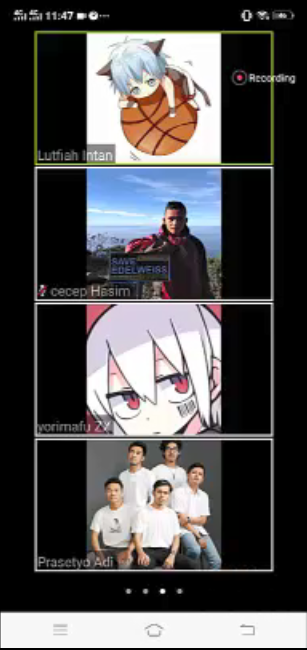 11:47
Recording
Lutfiah Intan
SAVE
EDELWEISS
cecep Hasim
yorimafu ZX
Prasetyo Adi